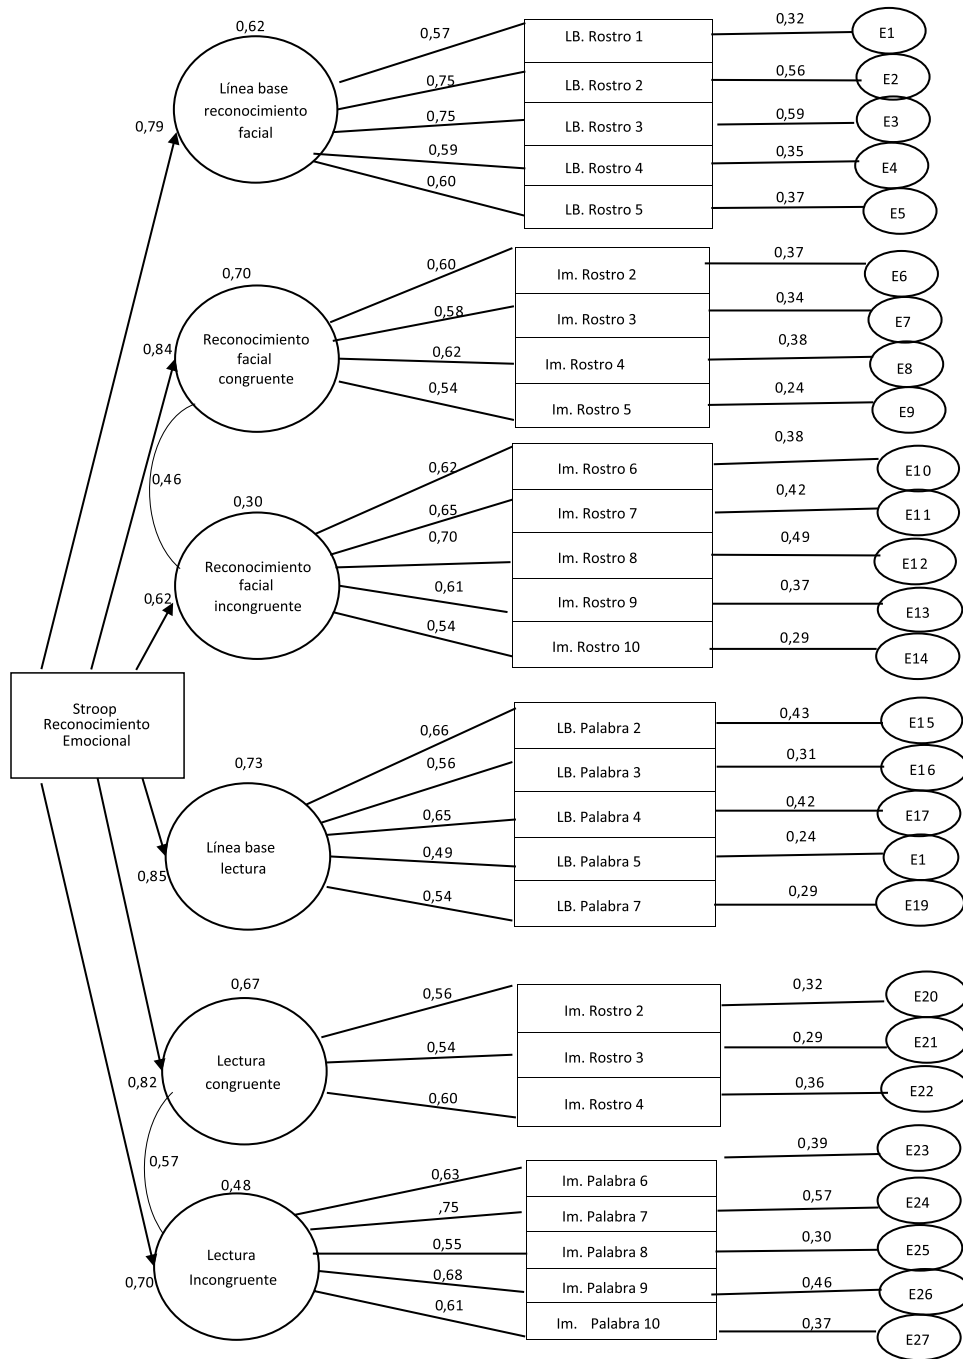 0,62
Línea base
reconocimiento
facial
0,79
0,57
0,75
0,75
0,59
0,60
LB. Rostro 1
LB. Rostro 2
LB. Rostro 3
LB. Rostro 4
LB. Rostro 5
0,32
0,56
0,59
0,35
0,37
E1
E2
E3
E4
E5
0,70
Reconocimiento
facial
congruente
0,84
0,60
0,58
0,62
0,54
Im. Rostro 2
Im. Rostro 3
Im. Rostro 4
Im. Rostro 5
0,37
0,34
0,38
0,24
E6
E7
E8
E9
0,46
0,30
Reconocimiento
facial
incongruente
0,62
0,62
0,65
0,70
0,61
0,54
Im. Rostro 6
Im. Rostro 7
Im. Rostro 8
Im. Rostro 9
Im. Rostro 10
0,38
0,42
0,49
0,37
0,29
E10
E11
E12
E13
E14
Stroop
Reconocimiento
Emocional
0,73
Línea base
lectura
0,85
0,66
0,56
0,65
0,49
0,54
LB. Palabra 2
LB. Palabra 3
LB. Palabra 4
LB. Palabra 5
LB. Palabra 7
0,43
0,31
0,42
0,24
0,29
E15
E16
E17
E1
E19
0,67
Lectura
congruente
0,82
0,56
0,54
0,60
Im. Rostro 2
Im. Rostro 3
Im. Rostro 4
0,32
0,29
0,36
E20
E21
E22
0,57
0,48
Lectura
Incongruente
0,70
0,63
,75
0,55
0,68
0,61
Im. Palabra 6
Im. Palabra 7
Im. Palabra 8
Im. Palabra 9
Im. Palabra 10
0,39
0,57
0,30
0,46
0,37
E23
E24
E25
E26
E27